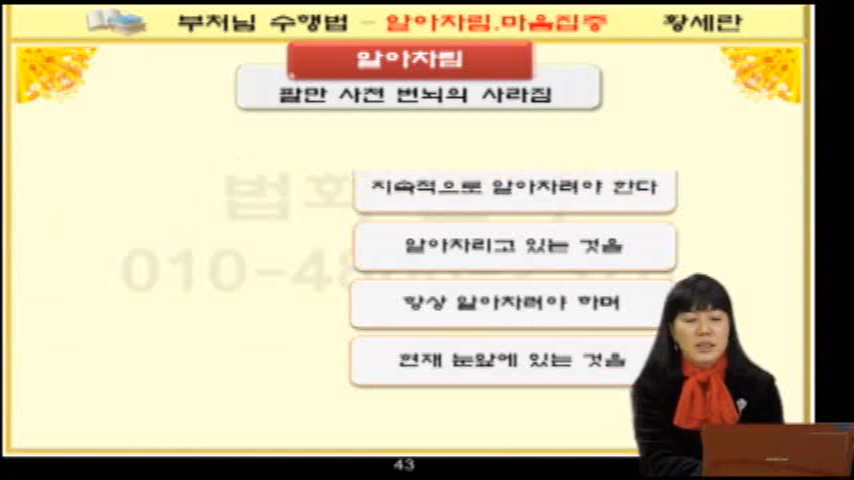 부처님 수행법 - 알아차림.마음집중 황세란
알아차림
팔만 사천 번뇌의 사라짐
지속적으로 알아차려야 한다
알아차리고 있는 것을
항상 알아차려야 하며
현재 눈앞에 있는 것을
43